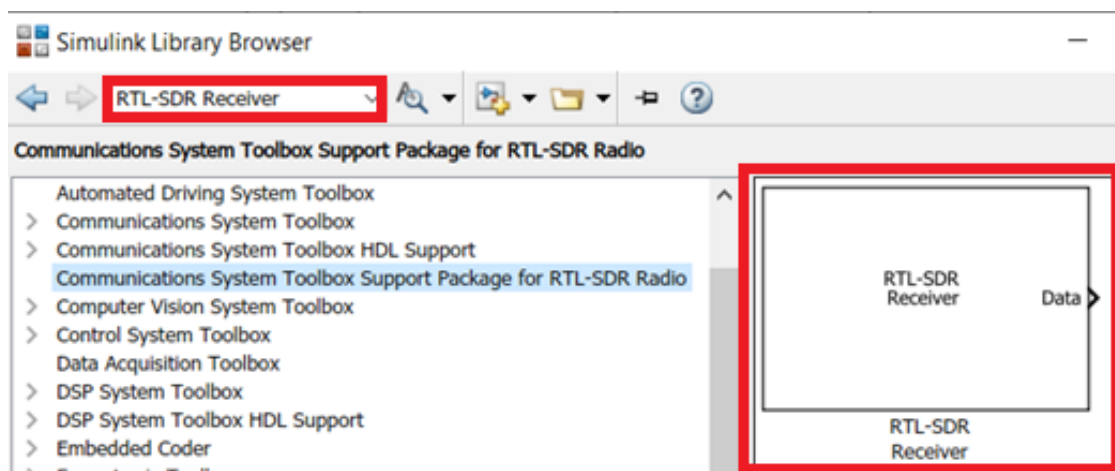 Simulink Library Browser
RTL-SDR Receiver
Communications System Toolbox Support Package for RTL-SDR Radio
Automated Driving System Toolbox
Communications System Toolbox
Communications System Toolbox HDL Support
Communications System Toolbox Support Package for RTL-SDR Radio
Computer Vision System Toolbox
Control System Toolbox
Data Acquisition Toolbox
DSP System Toolbox
DSP System Toolbox HDL Support
Embedded Coder
RTL-SDR
Receiver
Data
RTL-SDR
Receiver